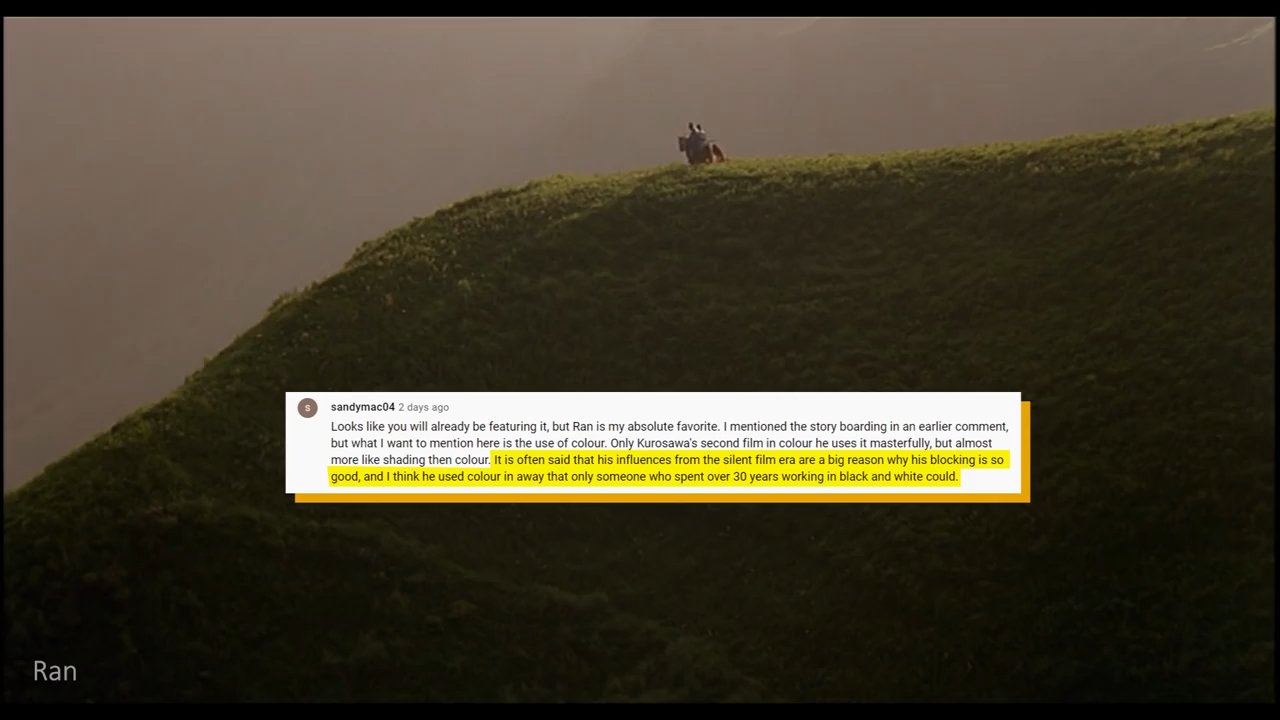 S
sandymac04 2 days ago
Looks like you will already be featuring it, but Ran is my absolute favorite. I mentioned the story boarding in an earlier comment,
but what I want to mention here is the use of colour. Only Kurosawa's second film in colour he uses it masterfully, but almost
more like shading then colour. It is often said that his influences from the silent film era are a big reason why his blocking is so
good, and I think he used colour in away that only someone who spent over 30 years working in black and white could.
Ran